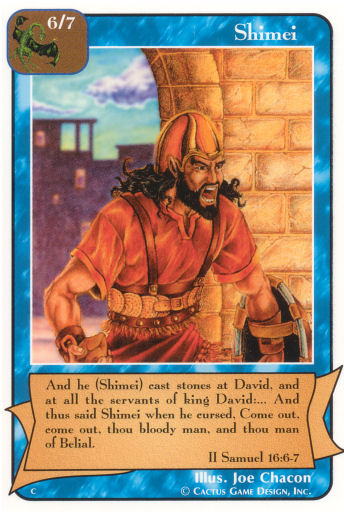 6/7
Shimei
And he (Shimei) cast stones at David, and
at all the servants of king David:... And
thus said Shimei when he cursed, Come out,
come out, thou bloody man, and thou man
of Belial.
II Samuel 16:6-7
Illus. Joe Chacon
C © CACTUS GAME DESIGN, INC.